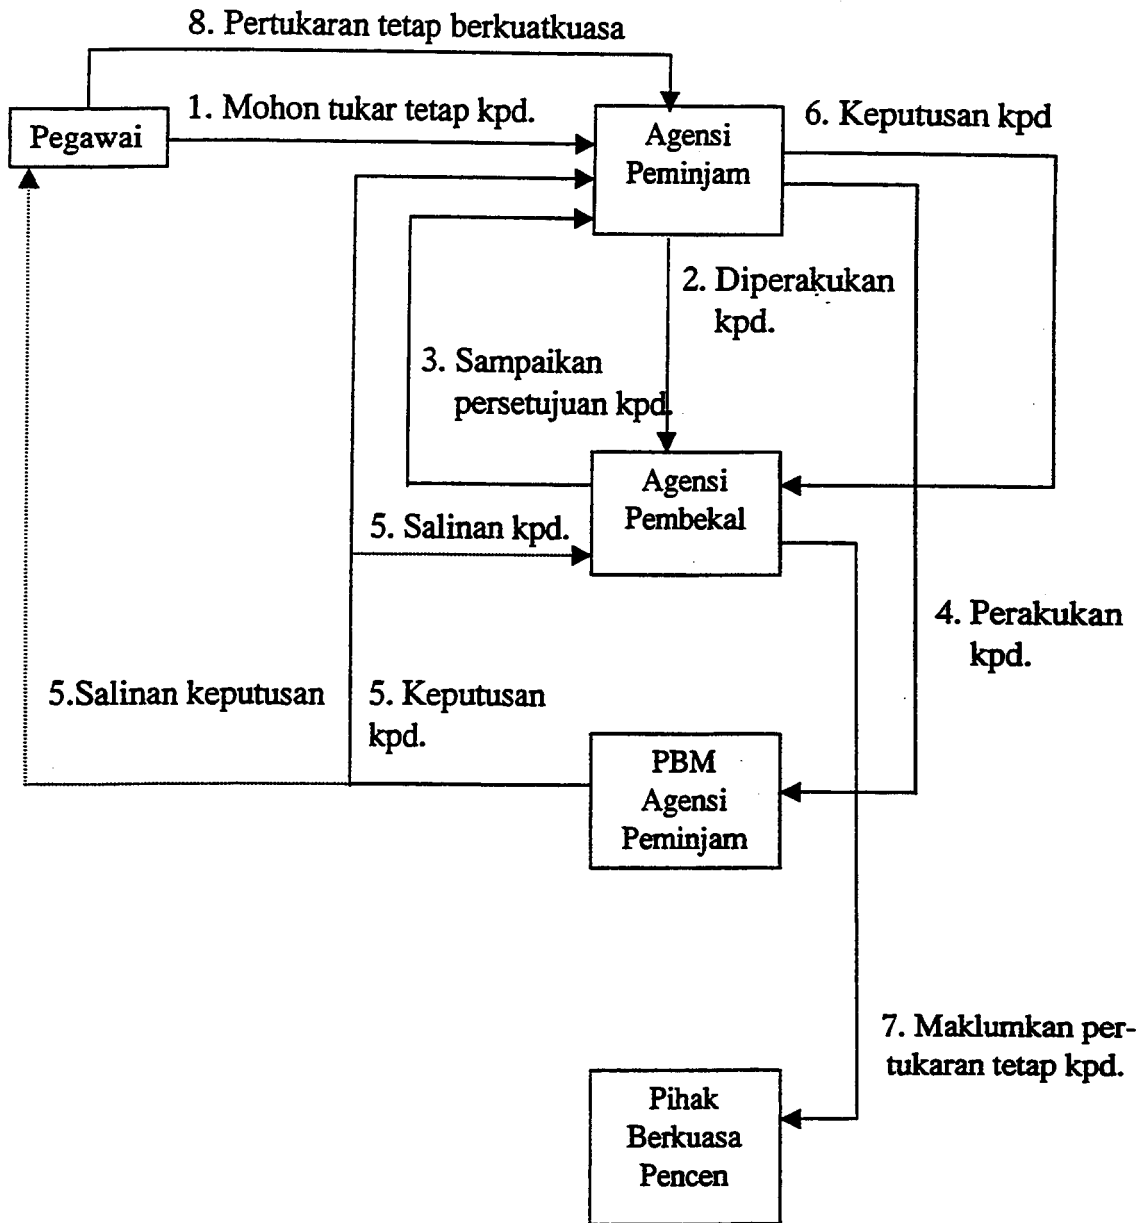 8. Pertukaran tetap berkuatkuasa
Pegawai
1. Mohon tukar tetap kpd.
Agensi
Peminjam
6. Keputusan kpd
2. Diperakukan
kpd.
3. Sampaikan
persetujuan kpd.
Agensi
Pembekal
5. Salinan kpd.
4. Perakukan
kpd.
5.Salinan keputusan
5. Keputusan
kpd.
PBM
Agensi
Peminjam
7. Maklumkan per-
tukaran tetap kpd.
Pihak
Berkuasa
Pencen